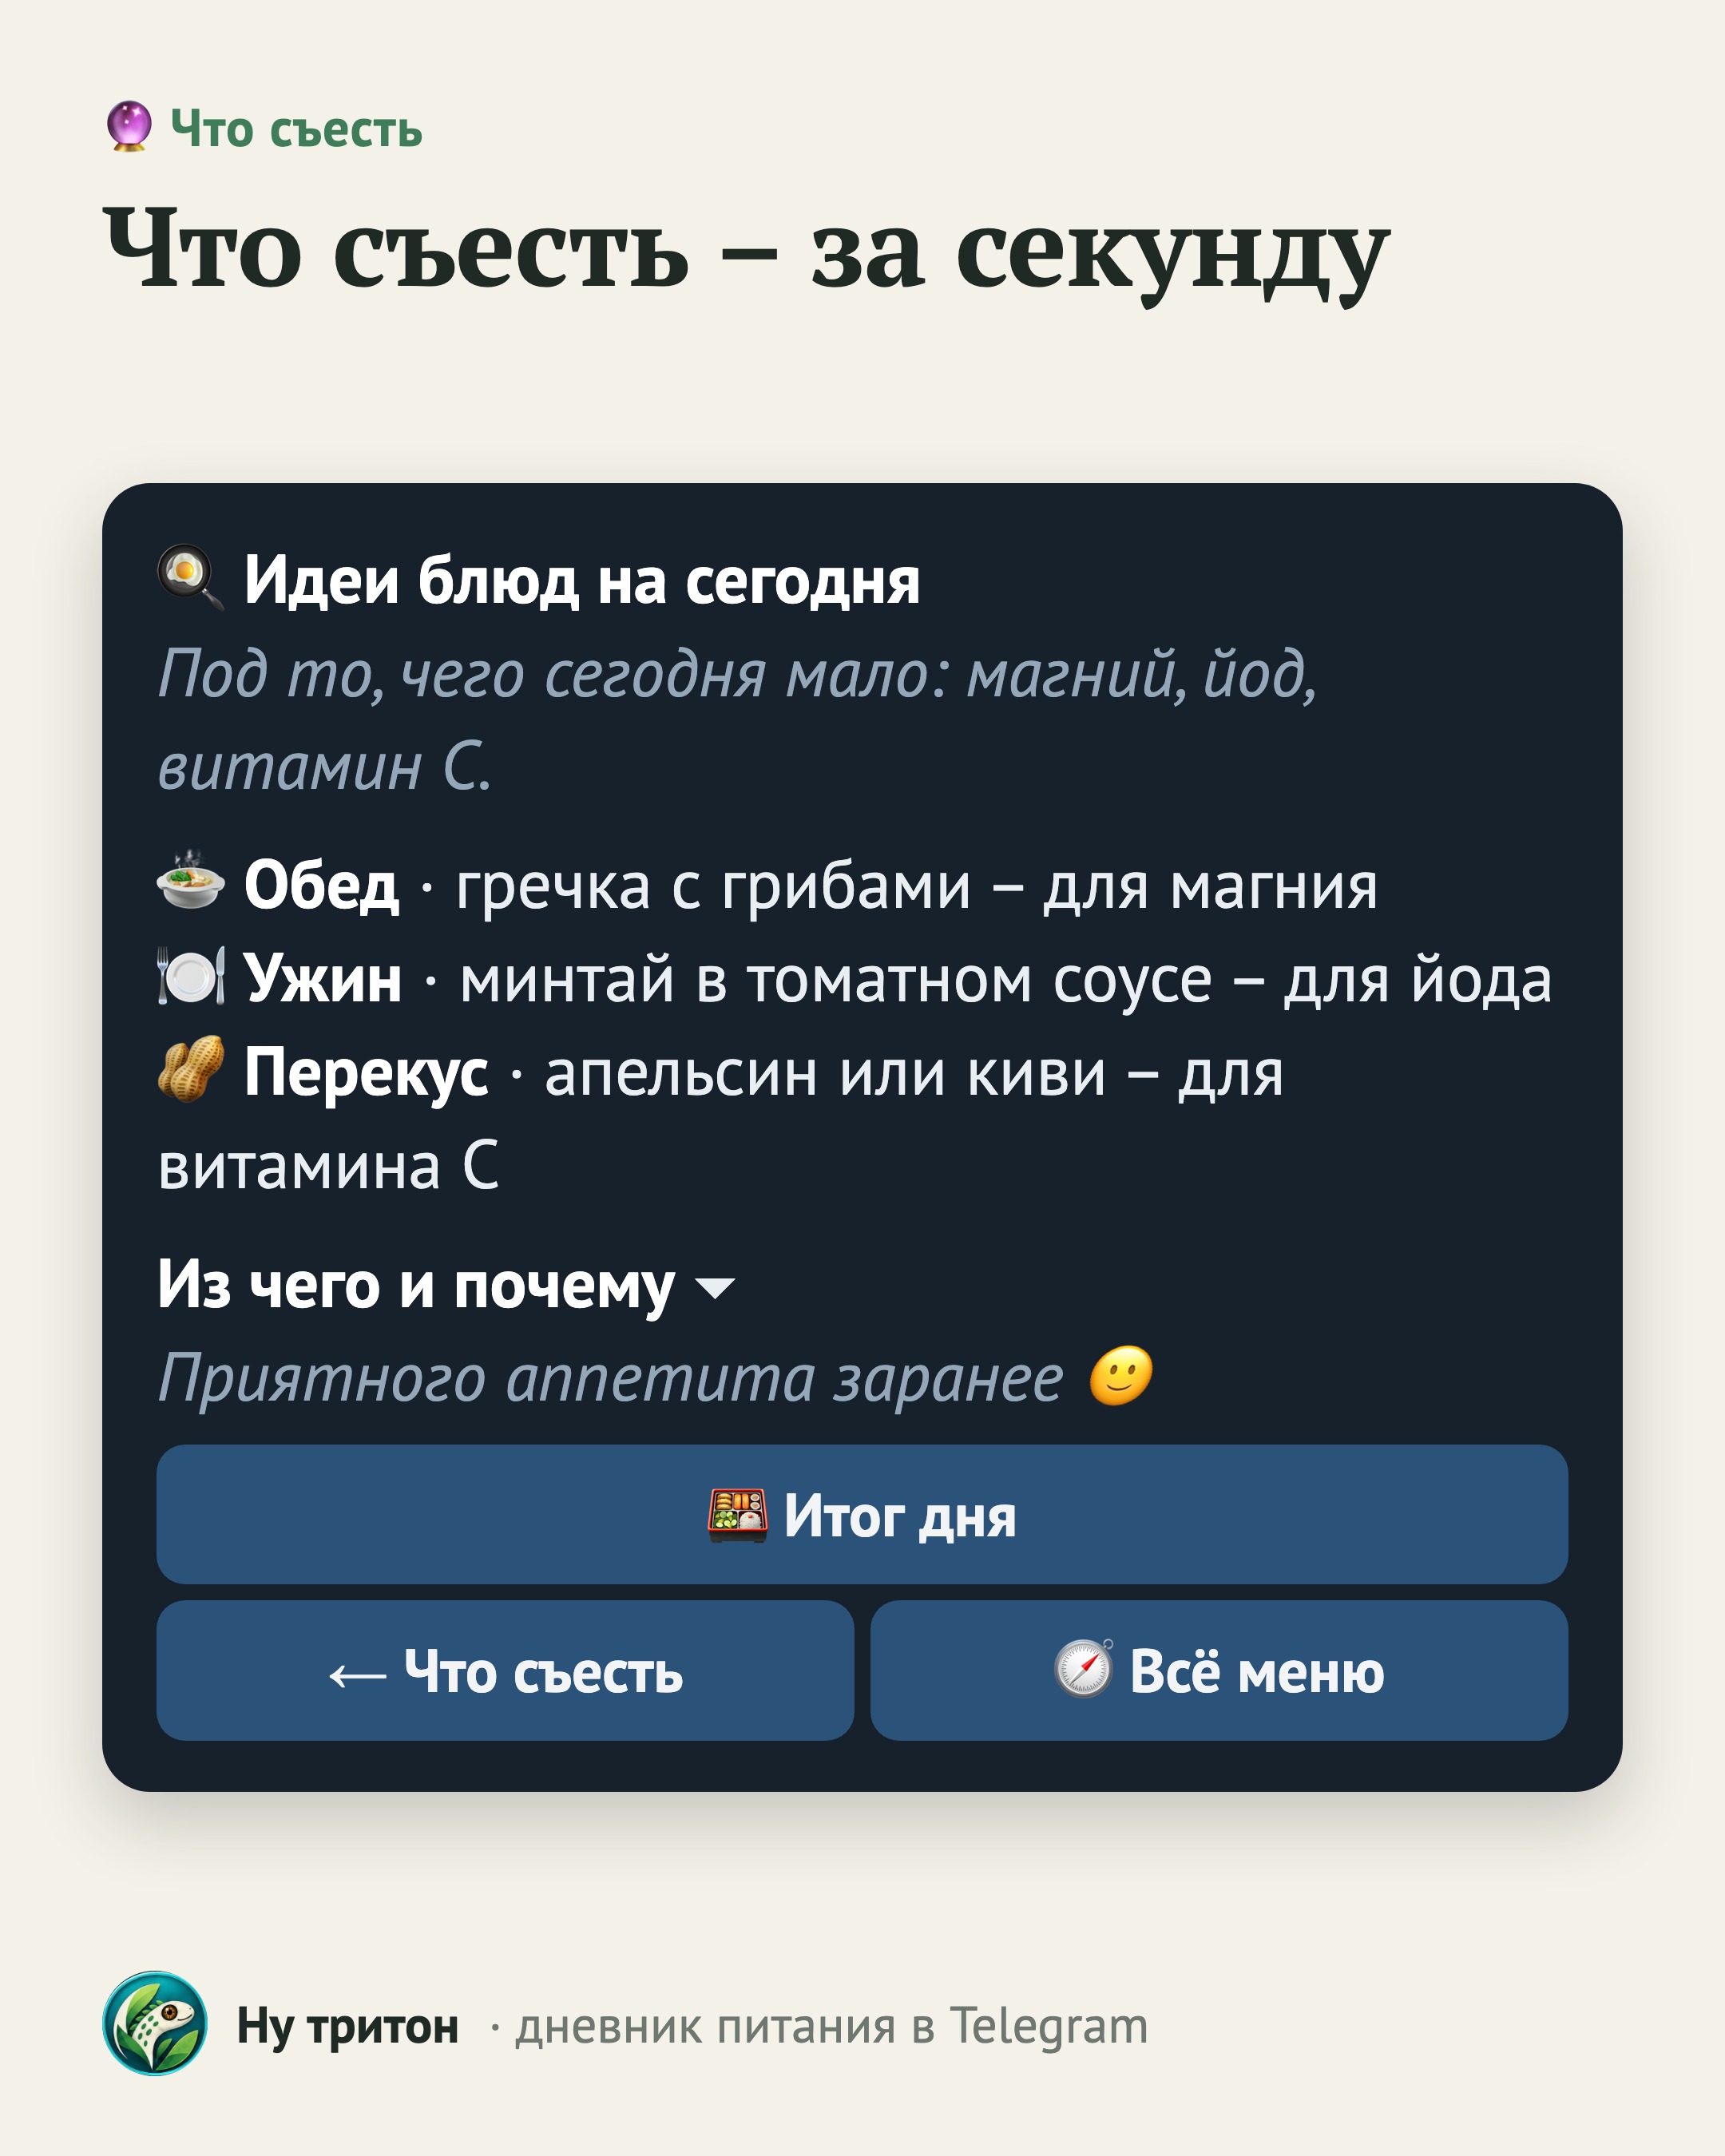 🔮 Что съесть
Что съесть – за секунду
🍳 Идеи блюд на сегодня
Под то, чего сегодня мало: магний, йод,
витамин С.
🍲 Обед · гречка с грибами – для магния
🍽 Ужин · минтай в томатном соусе – для йода
🥜 Перекус · апельсин или киви – для
витамина С
Из чего и почему ▾
Приятного аппетита заранее 🙂
🍱 Итог дня
← Что съесть
🧭 Всё меню
Ну тритон · дневник питания в Telegram